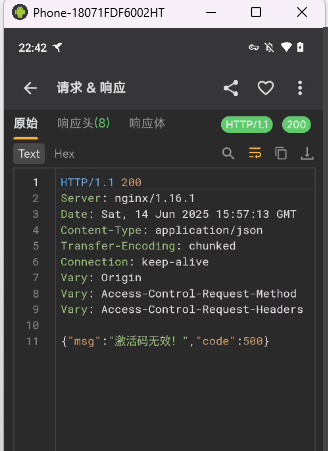 Phone-18071FDF6002HT
22:42
请求 & 响应
原始 响应头(8) 响应体 HTTP/1.1 200
Text Hex
1 HTTP/1.1 200
2 Server: nginx/1.16.1
3 Date: Sat, 14 Jun 2025 15:57:13 GMT
4 Content-Type: application/json
5 Transfer-Encoding: chunked
6 Connection: keep-alive
7 Vary: Origin
8 Vary: Access-Control-Request-Method
9 Vary: Access-Control-Request-Headers
10
11 {"msg":"激活码无效！","code":500}